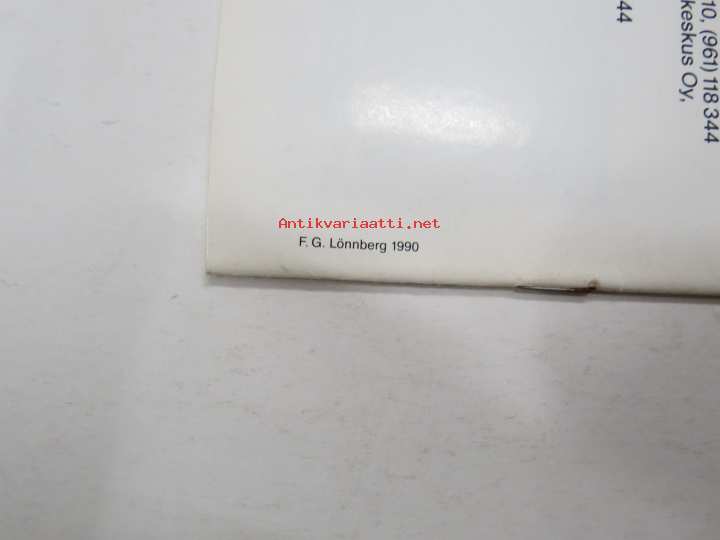 10, (961) 118 344
keskus Oy,
44
Antikvariaatti.net
F. G. Lönnberg 1990